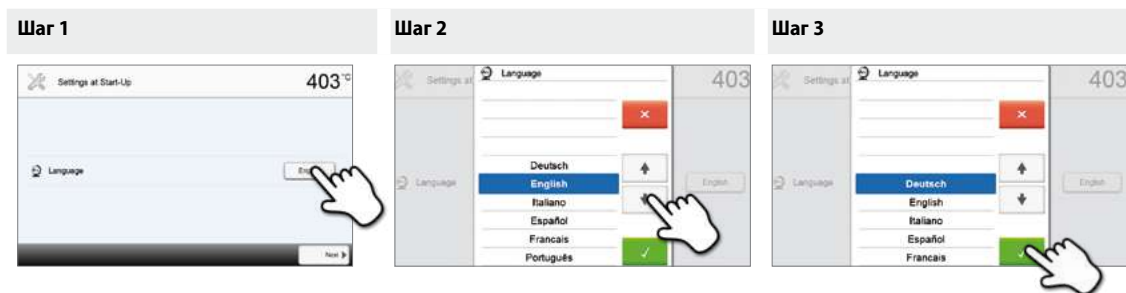 Шаг 1
Settings at Start-Up
403 °C
Language
Next
Шаг 2
Settings at
Language
403
Deutsch
English
Italiano
Español
Francais
Português
Language
English
Шаг 3
Settings at
Language
403
Deutsch
English
Italiano
Español
Francais
Language
English